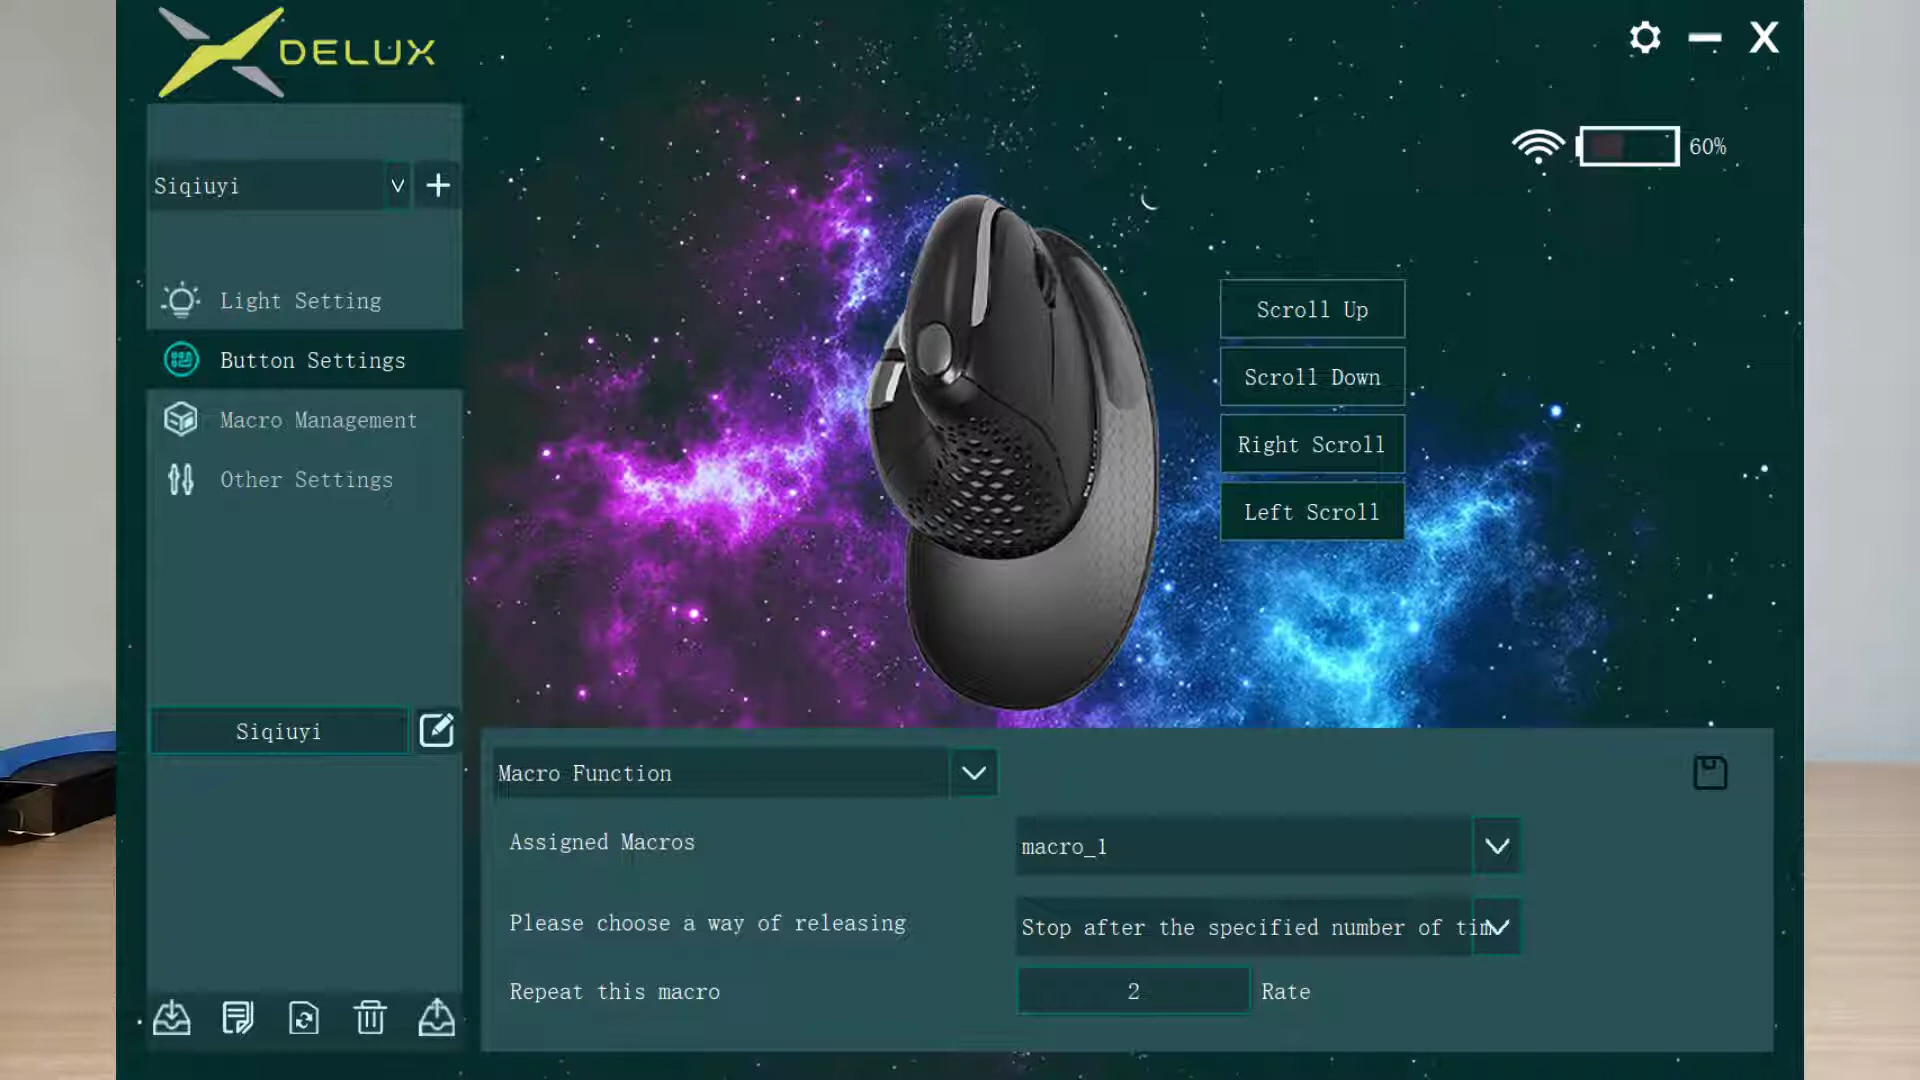 DELUX
60%
Siqiuyi
Light Setting
Button Settings
Macro Management
Other Settings
Scroll Up
Scroll Down
Right Scroll
Left Scroll
Siqiuyi
Macro Function
Assigned Macros
macro_1
Please choose a way of releasing
Stop after the specified number of tim
Repeat this macro
2
Rate